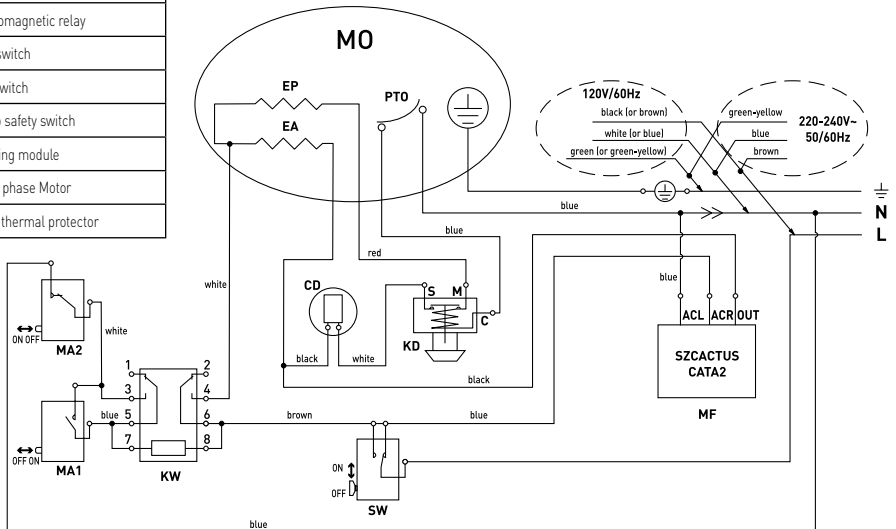 omagnetic relay
switch
witch
o safety switch
ing module
phase Motor
thermal protector
MO
EP
EA
PTO
120V/60Hz
black (or brown)
white (or blue)
green (or green-yellow)
green-yellow
blue
brown
220-240V~
50/60Hz
blue
N
L
blue
red
white
CD
S
M
C
KD
black
white
black
blue
ACL
ACR
OUT
SZCACTUS
CATA2
MF
ON OFF
MA2
white
1
2
3
4
5
6
7
8
blue
OFF ON
MA1
KW
brown
blue
ON
OFF
SW
blue